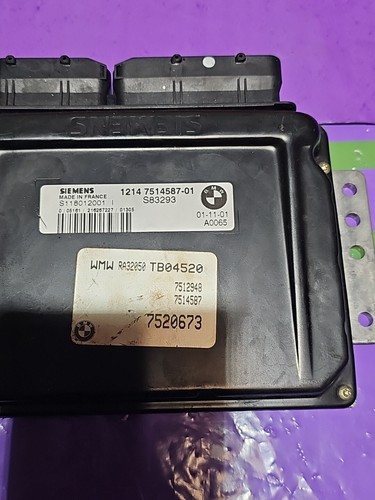 SIEMENS
SIEMENS
MADE IN FRANCE
1214 7514587-01
S118012001 I
S83293
BMW
01-11-01
A0065
WMW RA32050 TB04520
7512948
7514587
7520673